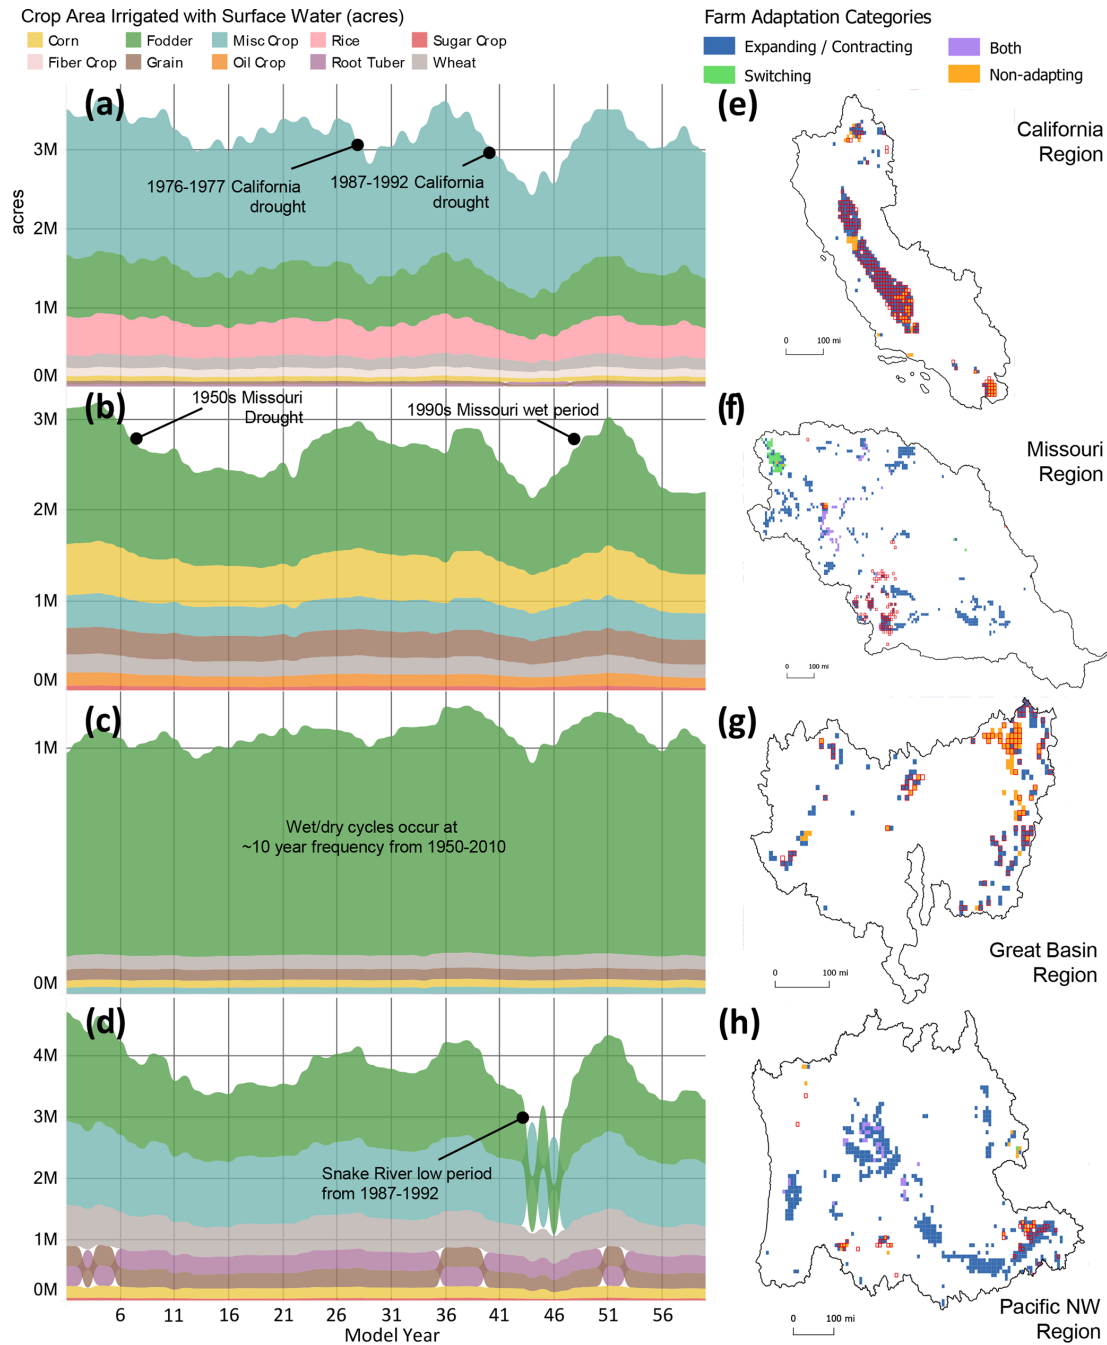 Crop Area Irrigated with Surface Water (acres)
Corn
Fodder
Misc Crop
Rice
Sugar Crop
Fiber Crop
Grain
Oil Crop
Root Tuber
Wheat
Farm Adaptation Categories
Expanding / Contracting
Both
Switching
Non-adapting
(a)
acres
3M
2M
1M
0M
1976-1977 California
drought
1987-1992 California
drought
(e)
California
Region
0 100 mi
(b)
3M
2M
1M
0M
1950s Missouri
Drought
1990s Missouri wet period
(f)
Missouri
Region
0 100 mi
(c)
1M
0M
Wet/dry cycles occur at
~10 year frequency from 1950-2010
(g)
Great Basin
Region
0 100 mi
(d)
4M
3M
2M
1M
0M
Snake River low period
from 1987-1992
6 11 16 21 26 31 36 41 46 51 56
Model Year
(h)
Pacific NW
Region
0 100 mi